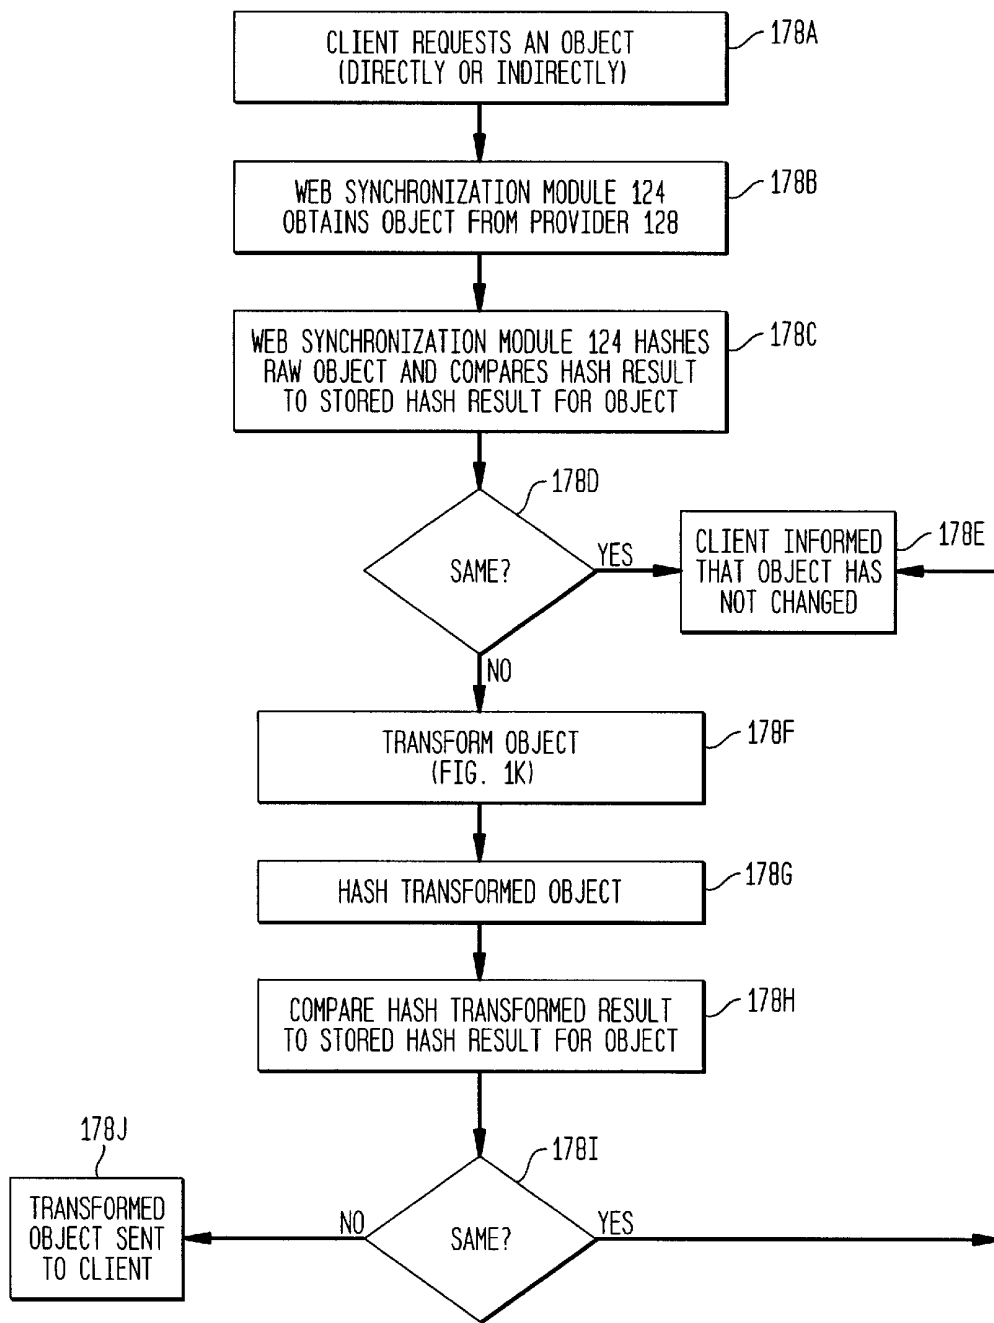 CLIENT REQUESTS AN OBJECT
(DIRECTLY OR INDIRECTLY)
178A
WEB SYNCHRONIZATION MODULE 124
OBTAINS OBJECT FROM PROVIDER 128
178B
WEB SYNCHRONIZATION MODULE 124 HASHES
RAW OBJECT AND COMPARES HASH RESULT
TO STORED HASH RESULT FOR OBJECT
178C
178D
SAME?
YES
NO
CLIENT INFORMED
THAT OBJECT HAS
NOT CHANGED
178E
TRANSFORM OBJECT
(FIG. 1K)
178F
HASH TRANSFORMED OBJECT
178G
COMPARE HASH TRANSFORMED RESULT
TO STORED HASH RESULT FOR OBJECT
178H
178I
SAME?
NO
YES
178J
TRANSFORMED
OBJECT SENT
TO CLIENT